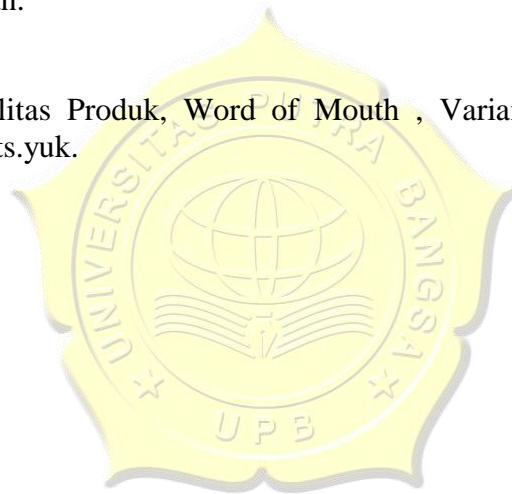 litas Produk, Word of Mouth , Varia
ts.yuk.
UNIVERSITAS PUTRA BANGSA
UPB